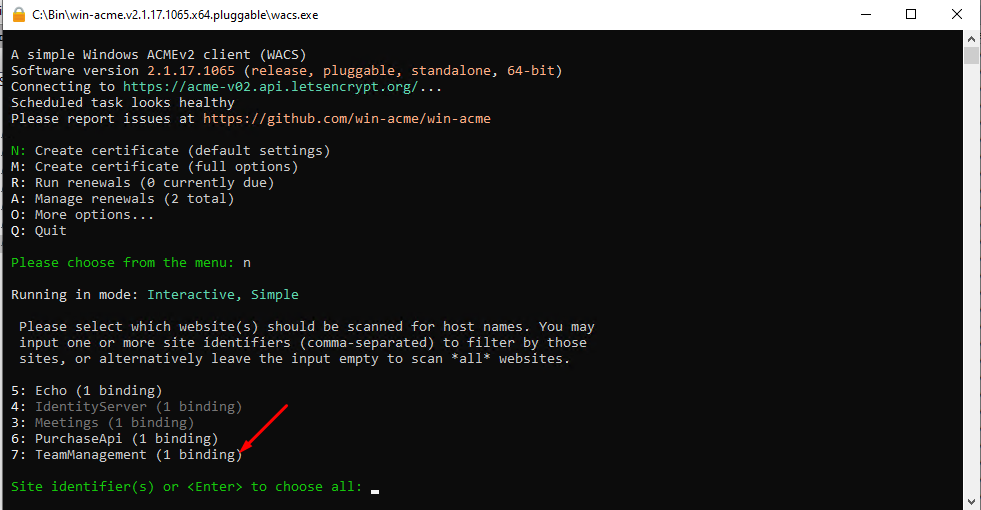 C:\Bin\win-acme.v2.1.17.1065.x64.pluggable\wacs.exe
A simple Windows ACMEv2 client (WACS)
Software version 2.1.17.1065 (release, pluggable, standalone, 64-bit)
Connecting to https://acme-v02.api.letsencrypt.org/...
Scheduled task looks healthy
Please report issues at https://github.com/win-acme/win-acme
N: Create certificate (default settings)
M: Create certificate (full options)
R: Run renewals (0 currently due)
A: Manage renewals (2 total)
O: More options...
Q: Quit
Please choose from the menu: n
Running in mode: Interactive, Simple
Please select which website(s) should be scanned for host names. You may
input one or more site identifiers (comma-separated) to filter by those
sites, or alternatively leave the input empty to scan *all* websites.
5: Echo (1 binding)
4: IdentityServer (1 binding)
3: Meetings (1 binding)
6: PurchaseApi (1 binding)
7: TeamManagement (1 binding)
Site identifier(s) or <Enter> to choose all: